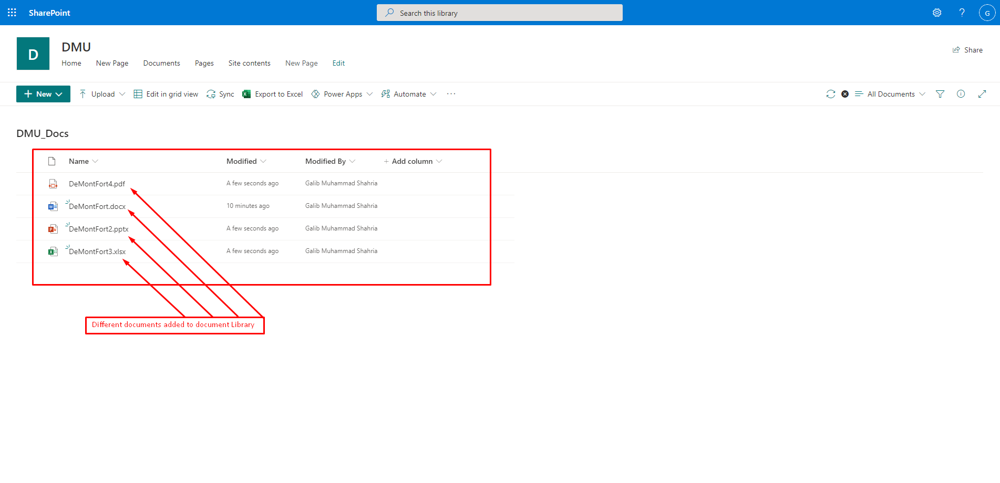 SharePoint
Search this library
?
G
D
DMU
Home New Page Documents Pages Site contents New Page Edit
Share
+ New Upload Edit in grid view Sync Export to Excel Power Apps Automate ...
All Documents
DMU_Docs
Name Modified Modified By + Add column
DeMontFort4.pdf A few seconds ago Galib Muhammad Shahria
DeMontFort.docx 10 minutes ago Galib Muhammad Shahria
DeMontFort2.pptx A few seconds ago Galib Muhammad Shahria
DeMontFort3.xlsx A few seconds ago Galib Muhammad Shahria
Different documents added to document Library